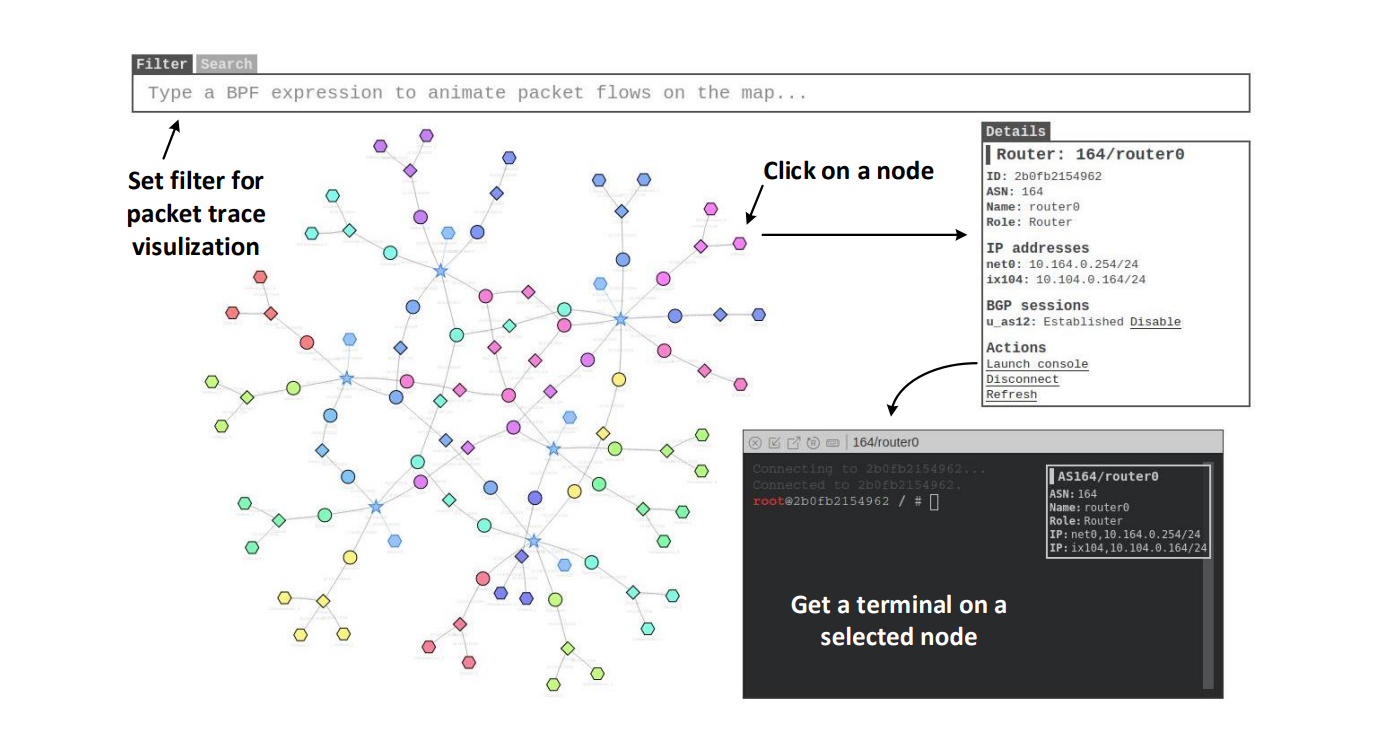 Filter Search
Type a BPF expression to animate packet flows on the map...
Set filter for
packet trace
visulization
Click on a node
Details
Router: 164/router0
ID: 2b0fb2154962
ASN: 164
Name: router0
Role: Router
IP addresses
net0: 10.164.0.254/24
ix104: 10.104.0.164/24
BGP sessions
u_as12: Established Disable
Actions
Launch console
Disconnect
Refresh
164/router0
Connecting to 2b0fb2154962...
Connected to 2b0fb2154962.
root@2b0fb2154962 / #
AS164/router0
ASN: 164
Name: router0
Role: Router
IP: net0,10.164.0.254/24
IP: ix104,10.104.0.164/24
Get a terminal on a
selected node